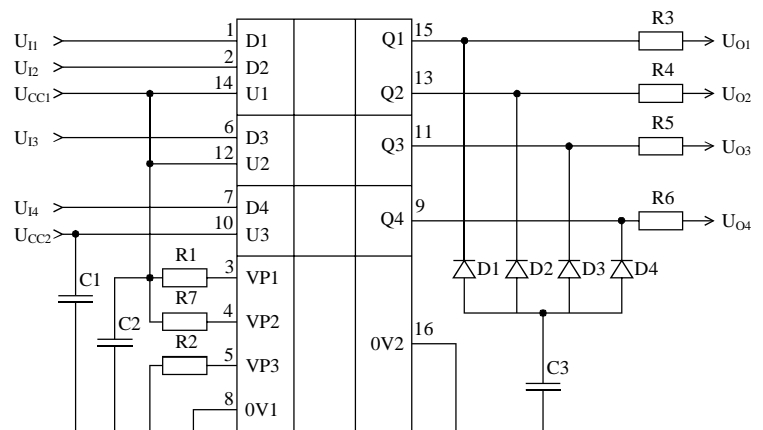 1 15 R3
U_I1 D1 Q1 U_O1
2
U_I2 D2
14 13 R4
U_CC1 U1 Q2 U_O2
6 11 R5
U_I3 D3 Q3 U_O3
12
U2
7 9 R6
U_I4 D4 Q4 U_O4
10
U_CC2 U3
R1 3 D1 D2 D3 D4
C1 VP1
R7 4
C2 VP2 16
R2 5 0V2
VP3 C3
8
0V1